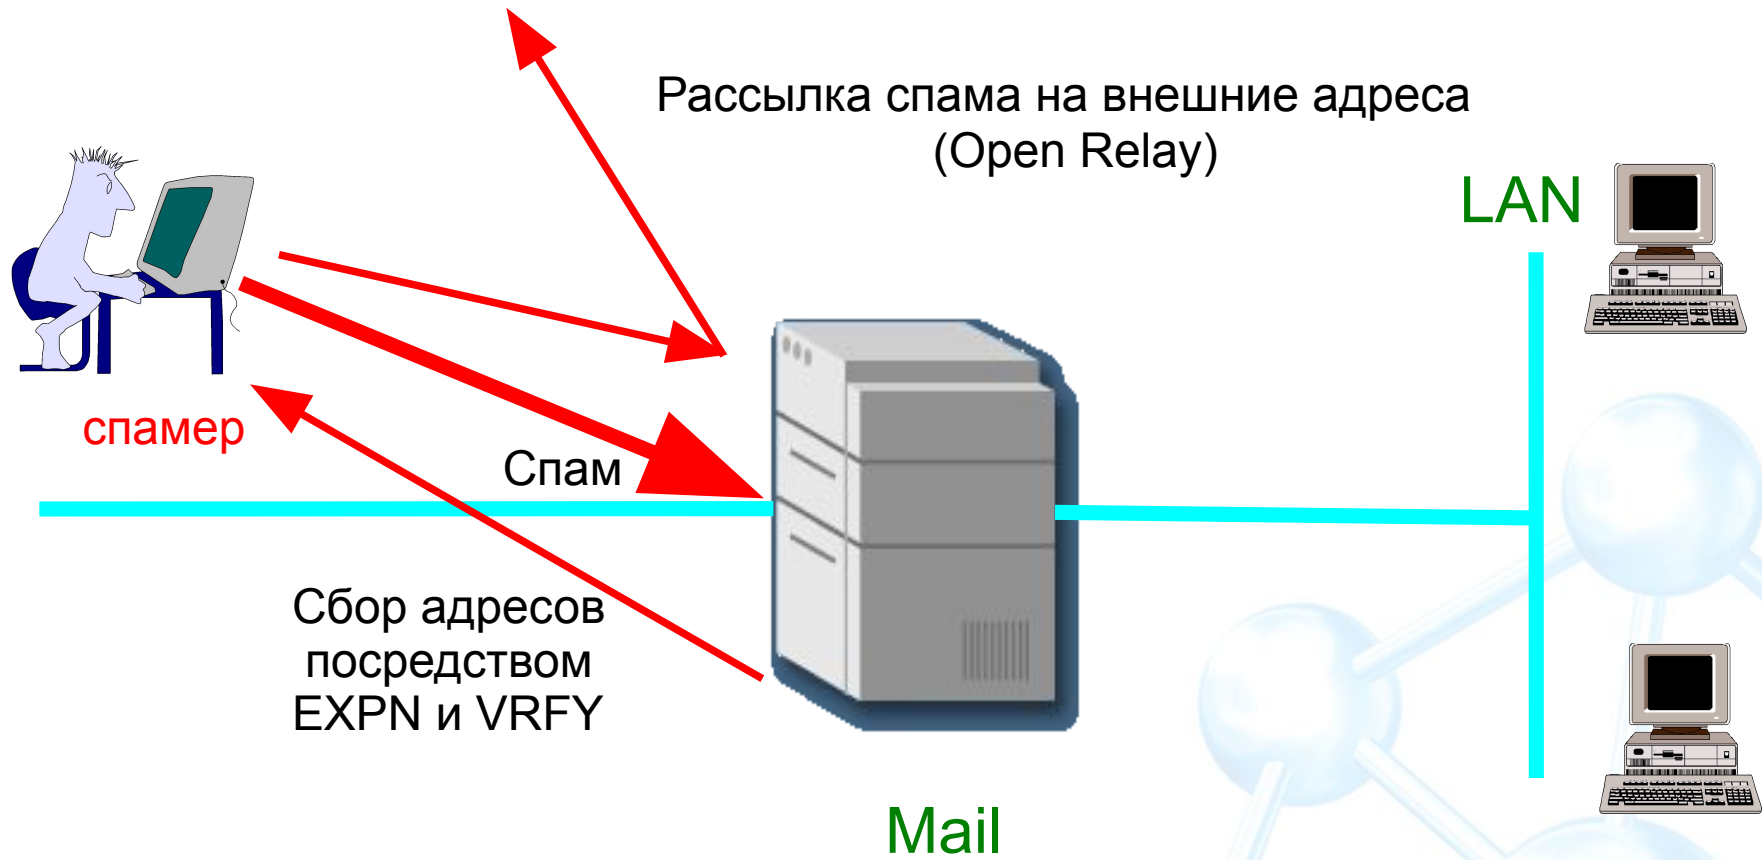 Рассылка спама на внешние адреса
(Open Relay)
LAN
спамер
Спам
Сбор адресов
посредством
EXPN и VRFY
Mail